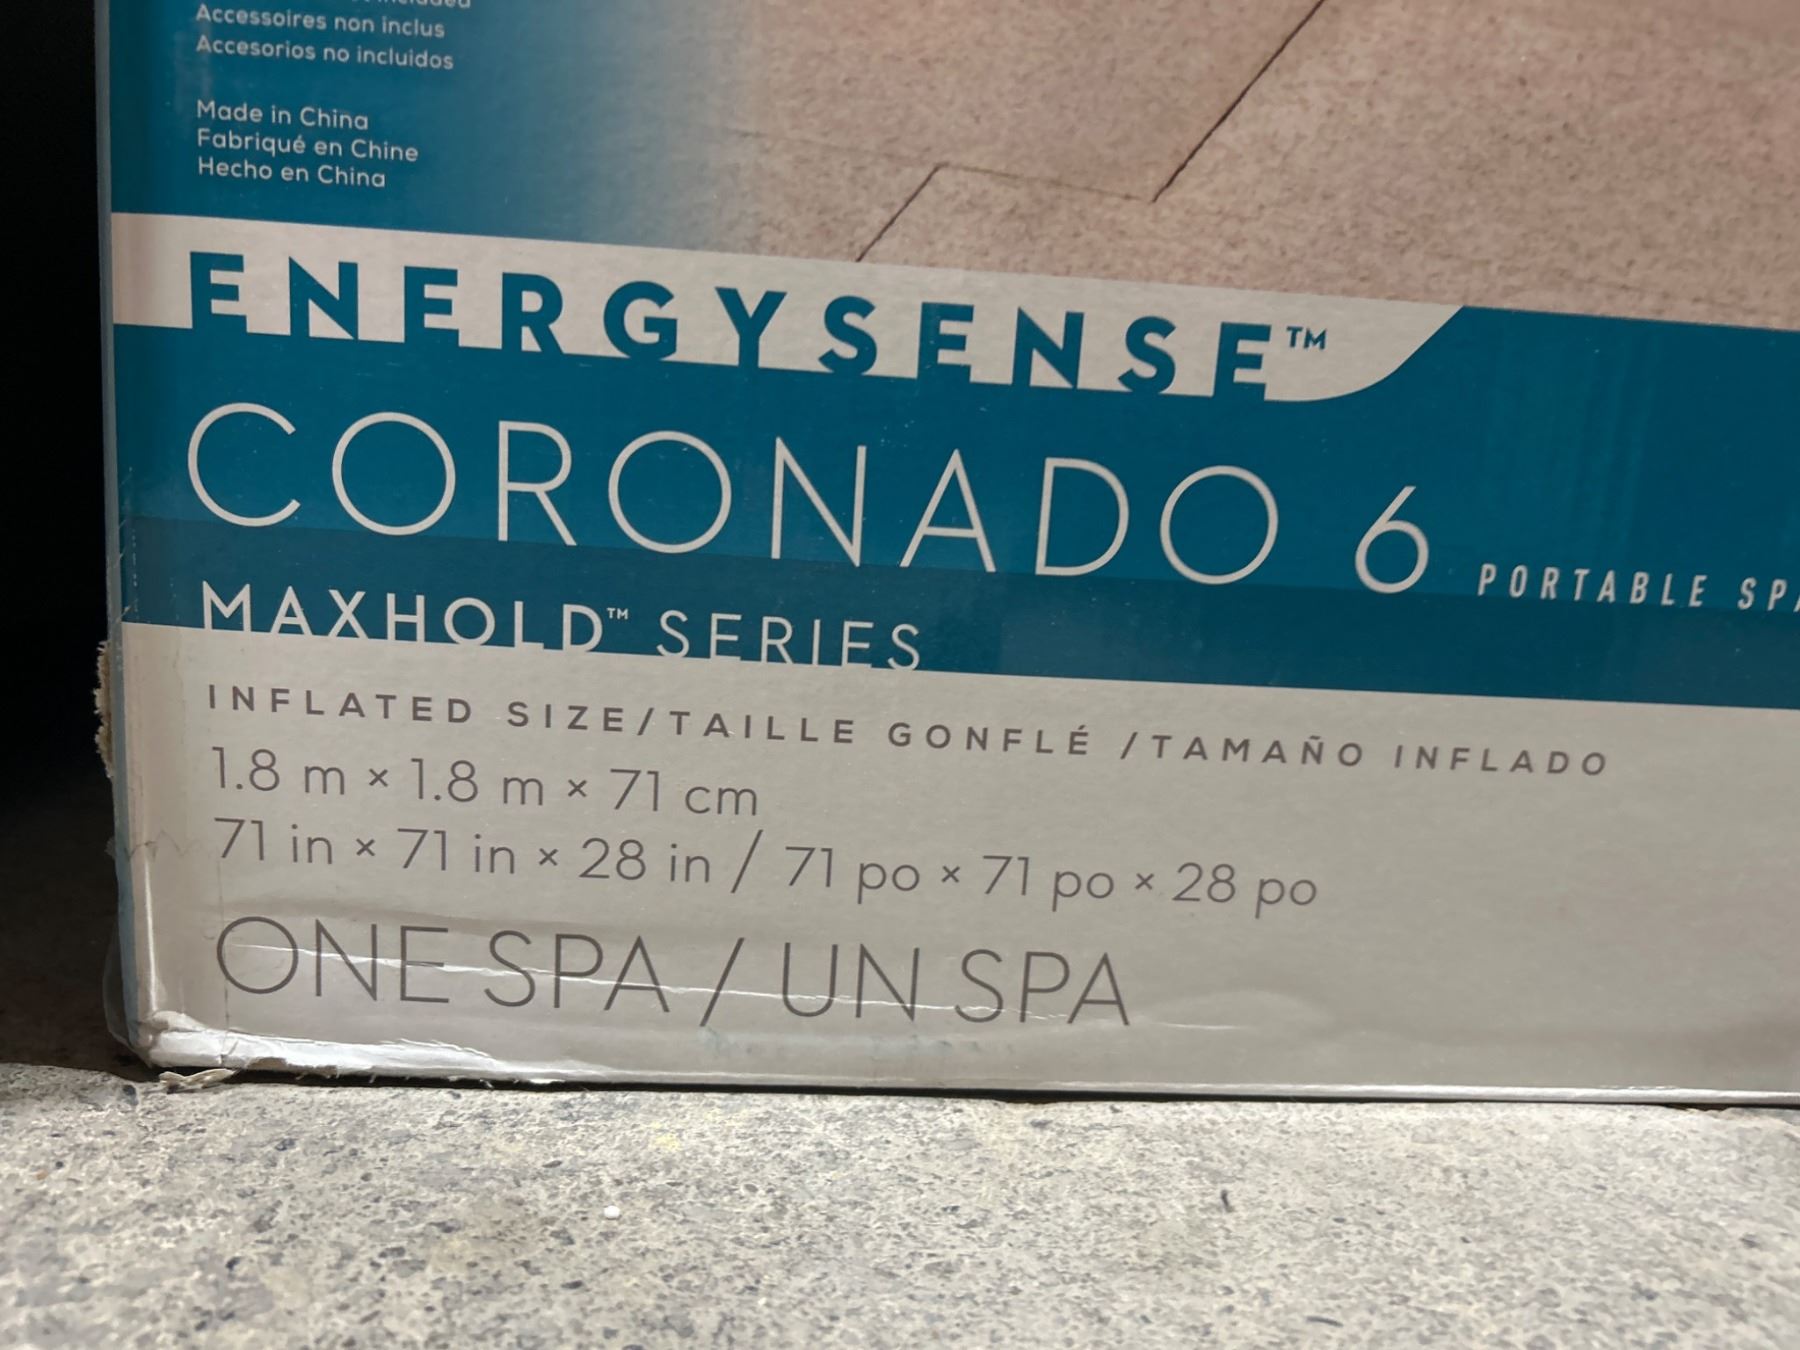 Accessoires non inclus
Accesorios no incluidos
Made in China
Fabriqué en Chine
Hecho en China
ENERGYSENSE™
CORONADO 6 PORTABLE
MAXHOLD™ SERIES
INFLATED SIZE/TAILLE GONFLÉ /TAMAÑO INFLADO
1.8 m × 1.8 m × 71 cm
71 in × 71 in × 28 in / 71 po × 71 po × 28 po
ONE SPA / UN SPA